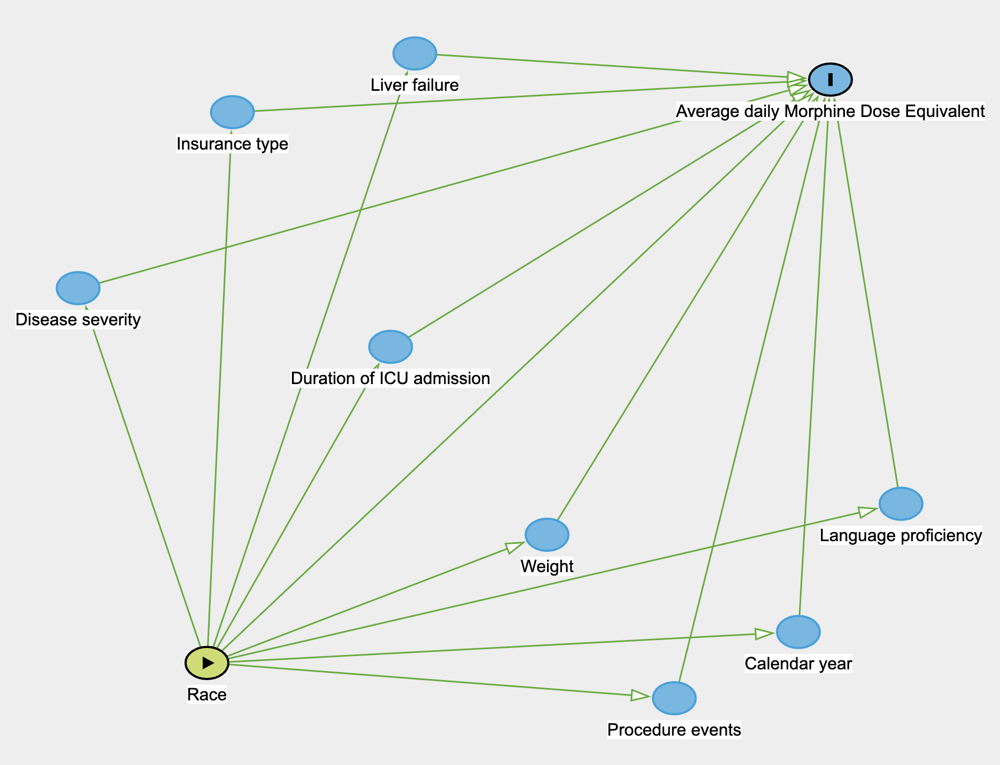 Liver failure
Average daily Morphine Dose Equivalent
Insurance type
Disease severity
Duration of ICU admission
Language proficiency
Weight
Calendar year
Race
Procedure events